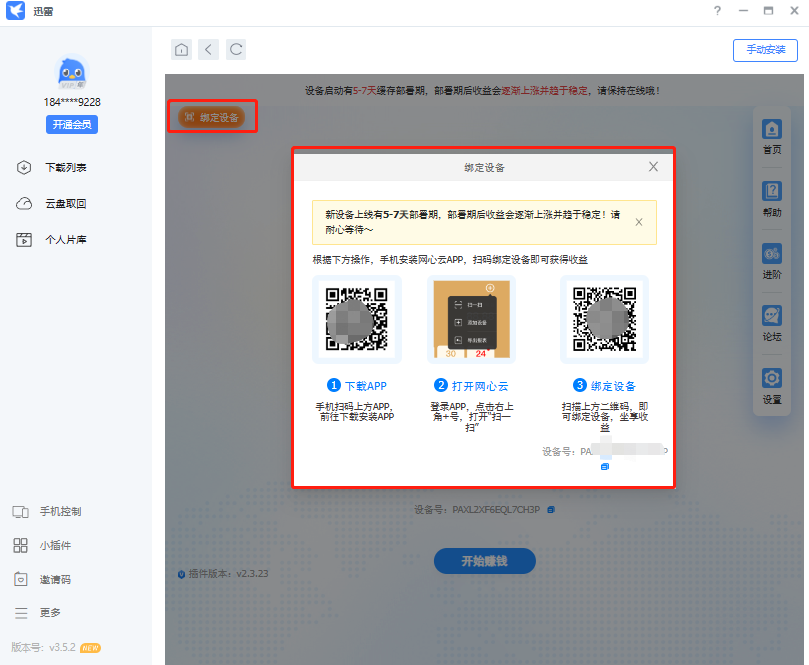 迅雷
?
手动安装
184****9228
开通会员
下载列表
云盘取回
个人片库
设备启动有5-7天缓存部署期，部署期后收益会逐渐上涨并趋于稳定，请保持在线哦！
绑定设备
绑定设备
新设备上线有5-7天部署期，部署期后收益会逐渐上涨并趋于稳定！请
耐心等待～
根据下方操作，手机安装网心云APP，扫码绑定设备即可获得收益
扫一扫
添加设备
30
24
1 下载APP
手机扫码上方APP，
前往下载安装APP
2 打开网心云
登录APP，点击右上
角+号，打开“扫一
扫”
3 绑定设备
扫描上方二维码，即
可绑定设备，坐享收
益
设备号：PA
设备号：PAXL2XF6EQL7CH3P
开始赚钱
插件版本：v2.3.23
首页
帮助
进阶
论坛
设置
手机控制
小插件
邀请码
更多
版本号：v3.5.2 NEW